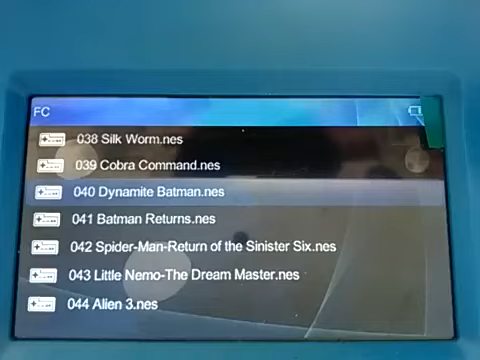 FC
038 Silk Worm.nes
039 Cobra Command.nes
040 Dynamite Batman.nes
041 Batman Returns.nes
042 Spider-Man-Return of the Sinister Six.nes
043 Little Nemo-The Dream Master.nes
044 Alien 3.nes